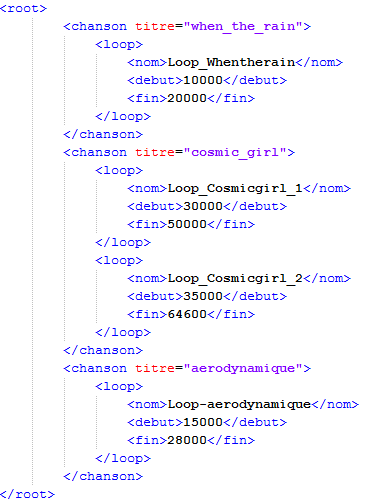 <root>
<chanson titre="when_the_rain">
<loop>
<nom>Loop_Whentherain</nom>
<debut>10000</debut>
<fin>20000</fin>
</loop>
</chanson>
<chanson titre="cosmic_girl">
<loop>
<nom>Loop_Cosmicgirl_1</nom>
<debut>30000</debut>
<fin>50000</fin>
</loop>
<loop>
<nom>Loop_Cosmicgirl_2</nom>
<debut>35000</debut>
<fin>64600</fin>
</loop>
</chanson>
<chanson titre="aerodynamique">
<loop>
<nom>Loop-aerodynamique</nom>
<debut>15000</debut>
<fin>28000</fin>
</loop>
</chanson>
</root>